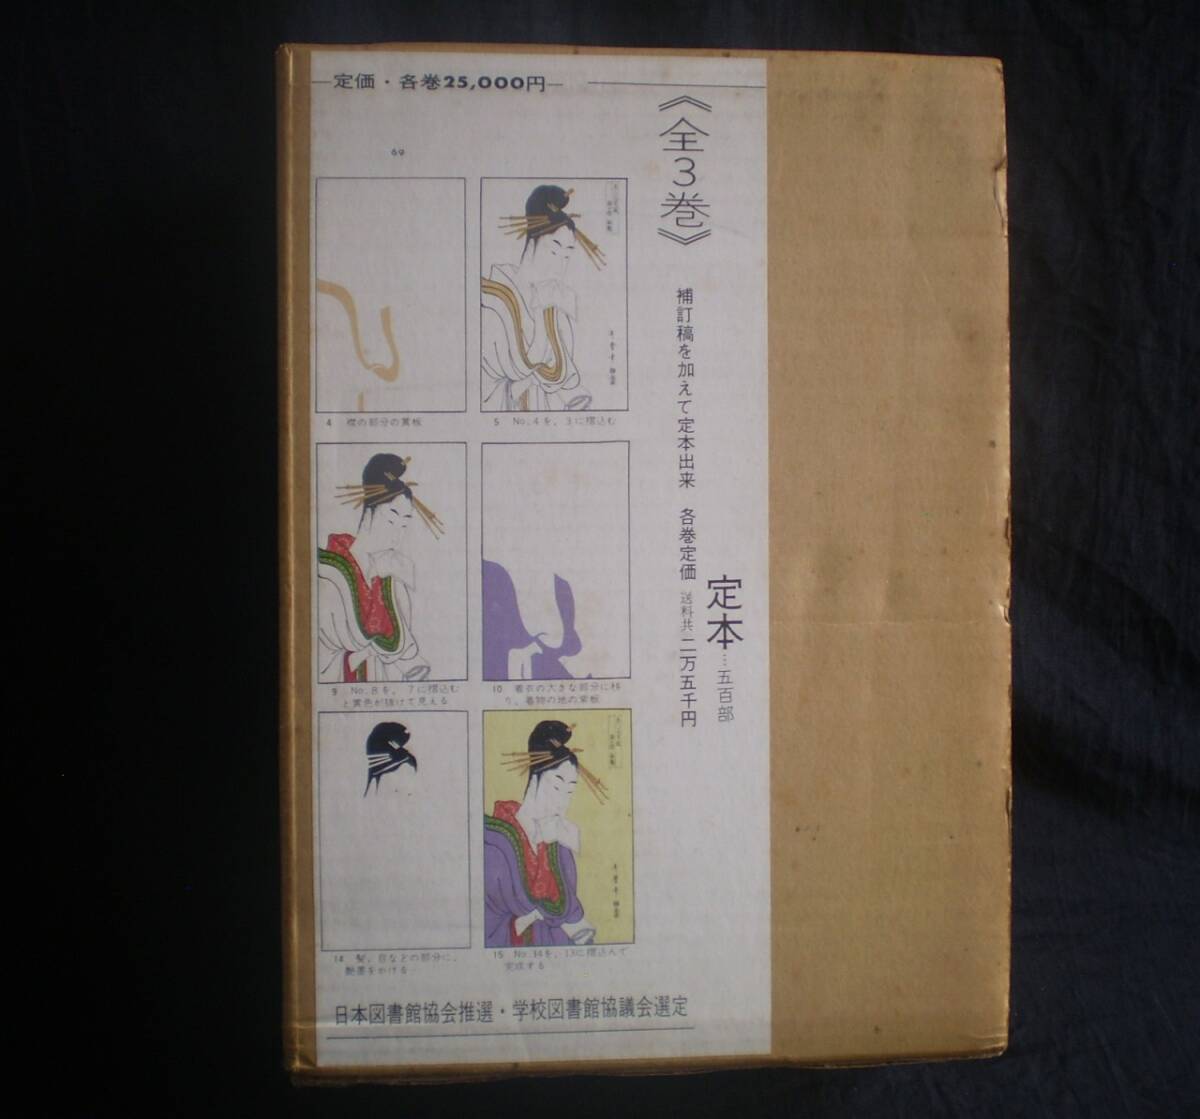 定価・各巻25,000円
69
《全3巻》
補訂稿を加えて定本出来 各巻定価 送料共 二万五千円
定本…五百部
4 襟の部分の黄板
5 No.4を、3に摺込む
9 No.8を、7に摺込む
と黄色が抜けて見える
10 着衣の大きな部分に移
り、着物の地の紫板
14 髪、目などの部分に、
艶墨をかける
15 No.14を、13に摺込んで
完成する
日本図書館協会推選・学校図書館協議会選定